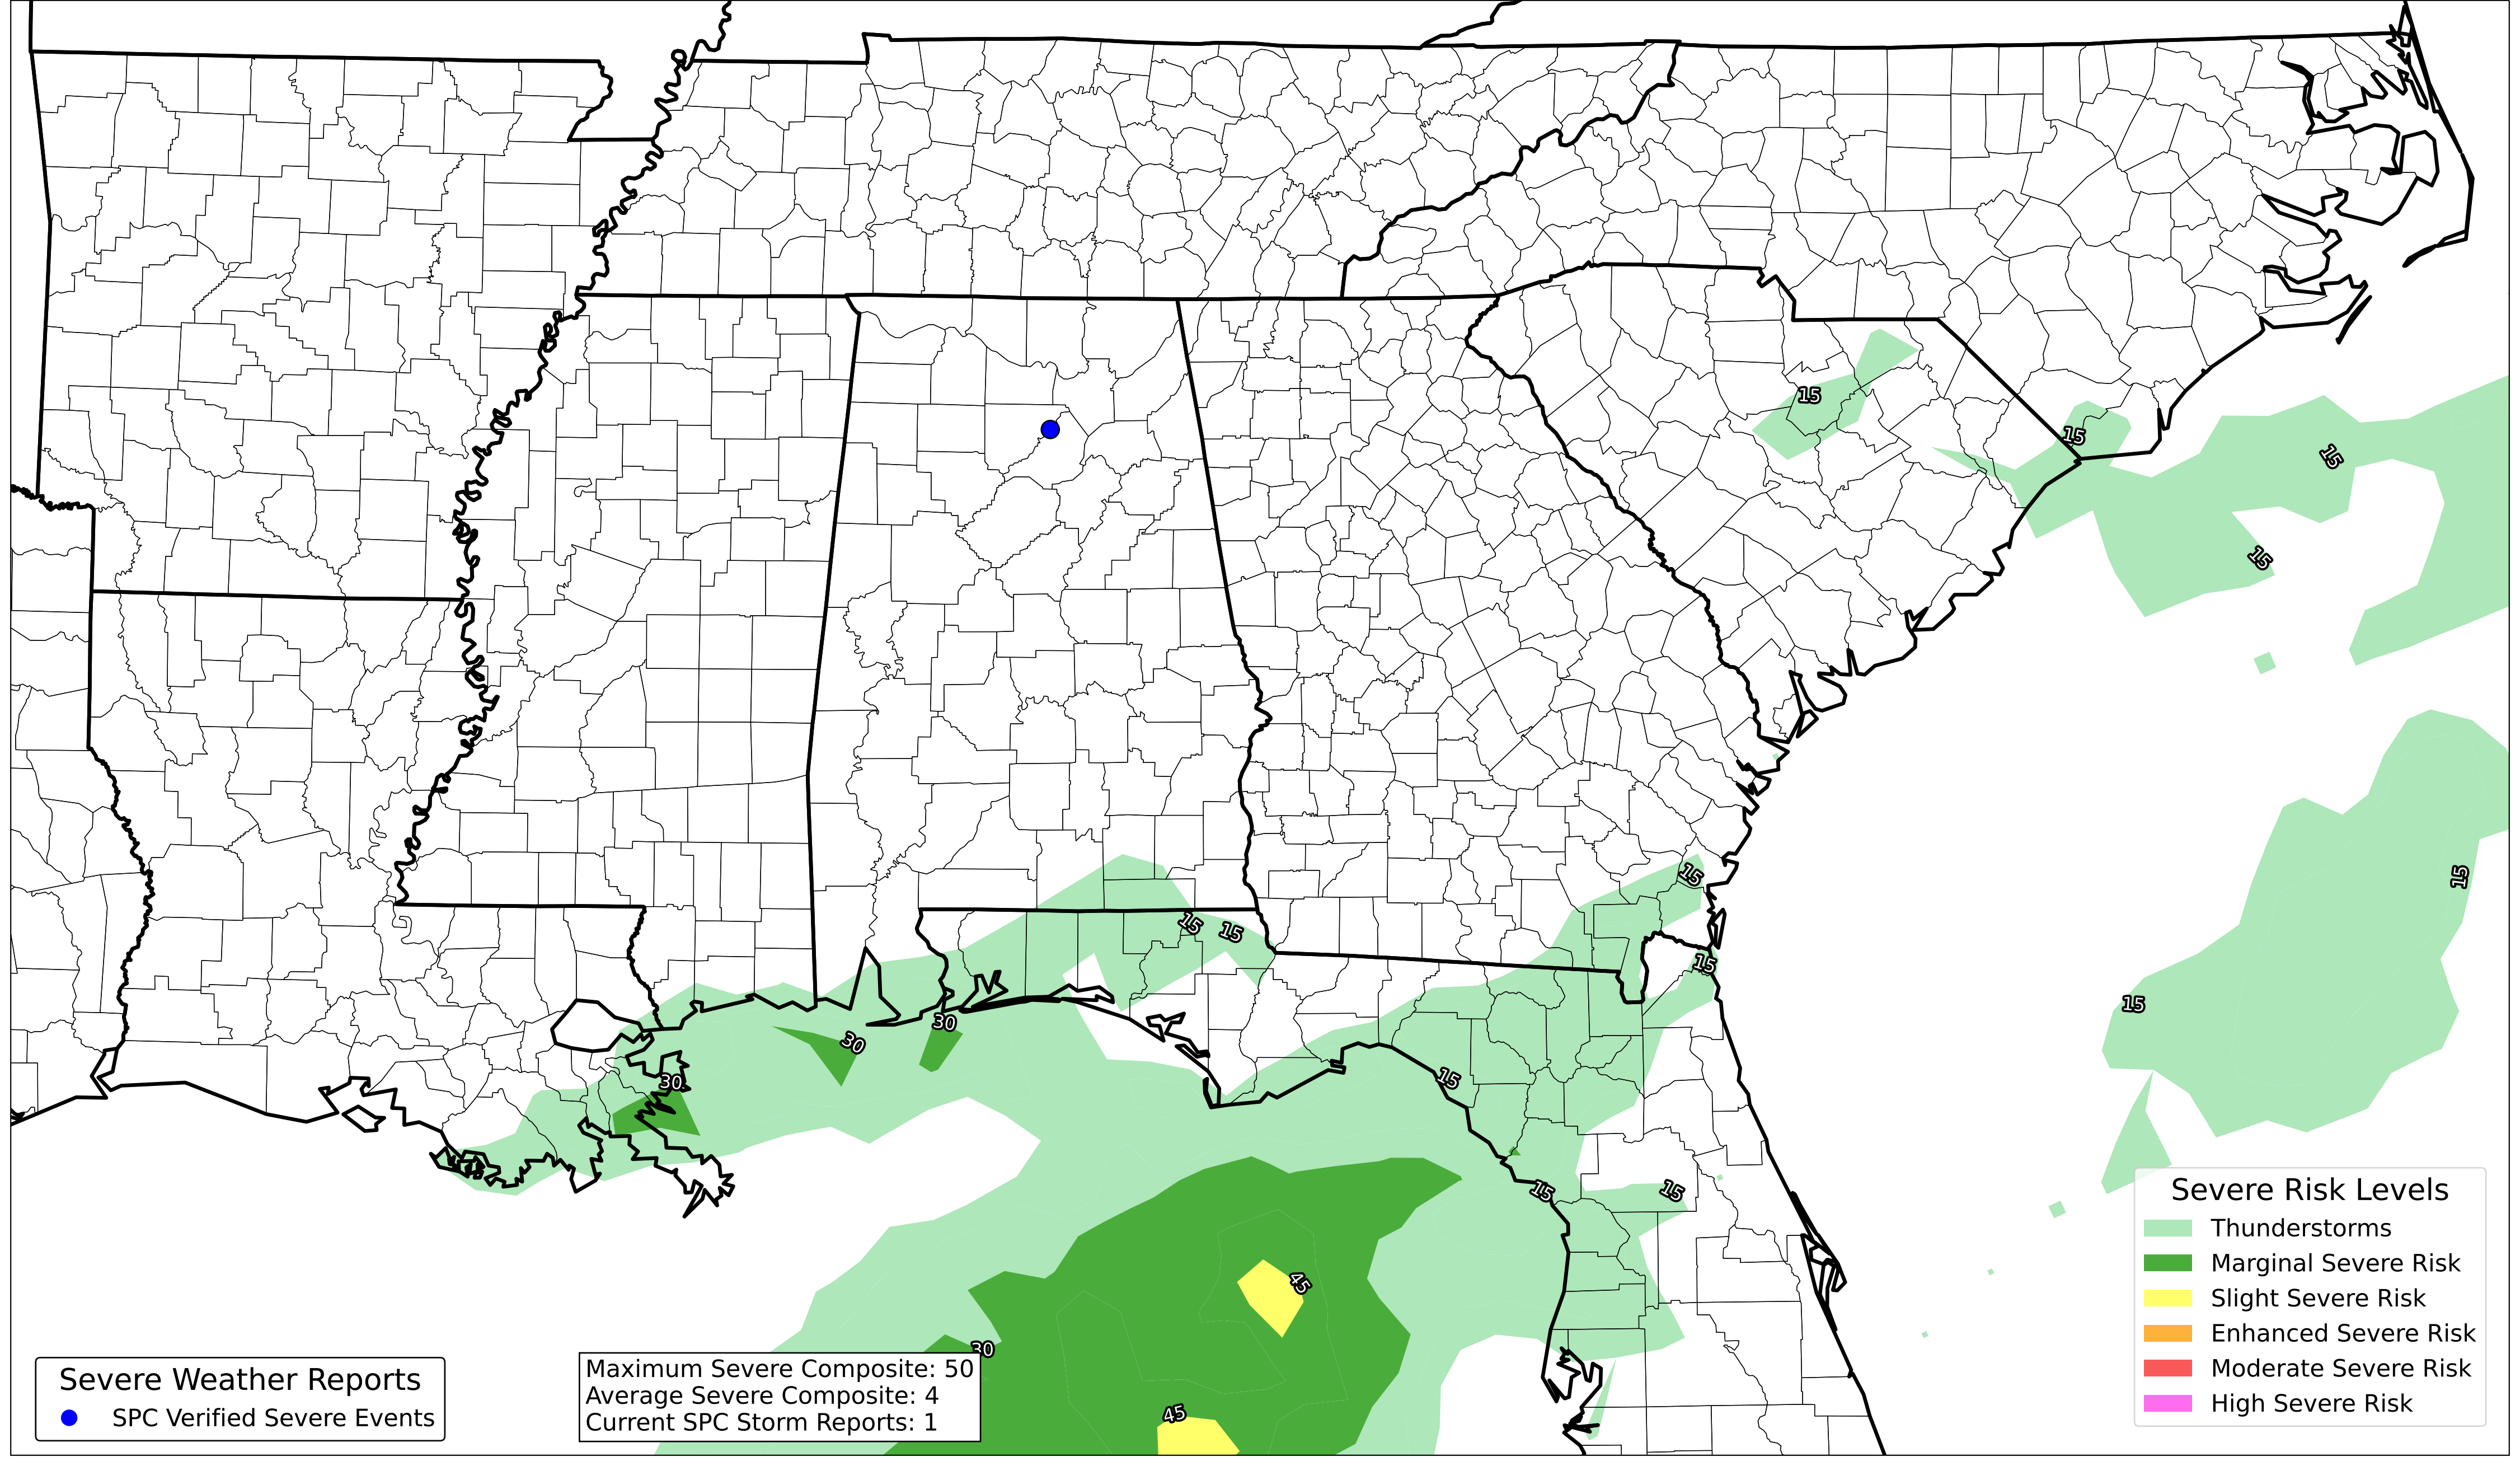 15
15
15
15
15
15
15
15
15
15
30
30
15
30
15
15
45
30
45
Severe Risk Levels
Thunderstorms
Marginal Severe Risk
Slight Severe Risk
Enhanced Severe Risk
Moderate Severe Risk
High Severe Risk
Severe Weather Reports
SPC Verified Severe Events
Maximum Severe Composite: 50
Average Severe Composite: 4
Current SPC Storm Reports: 1